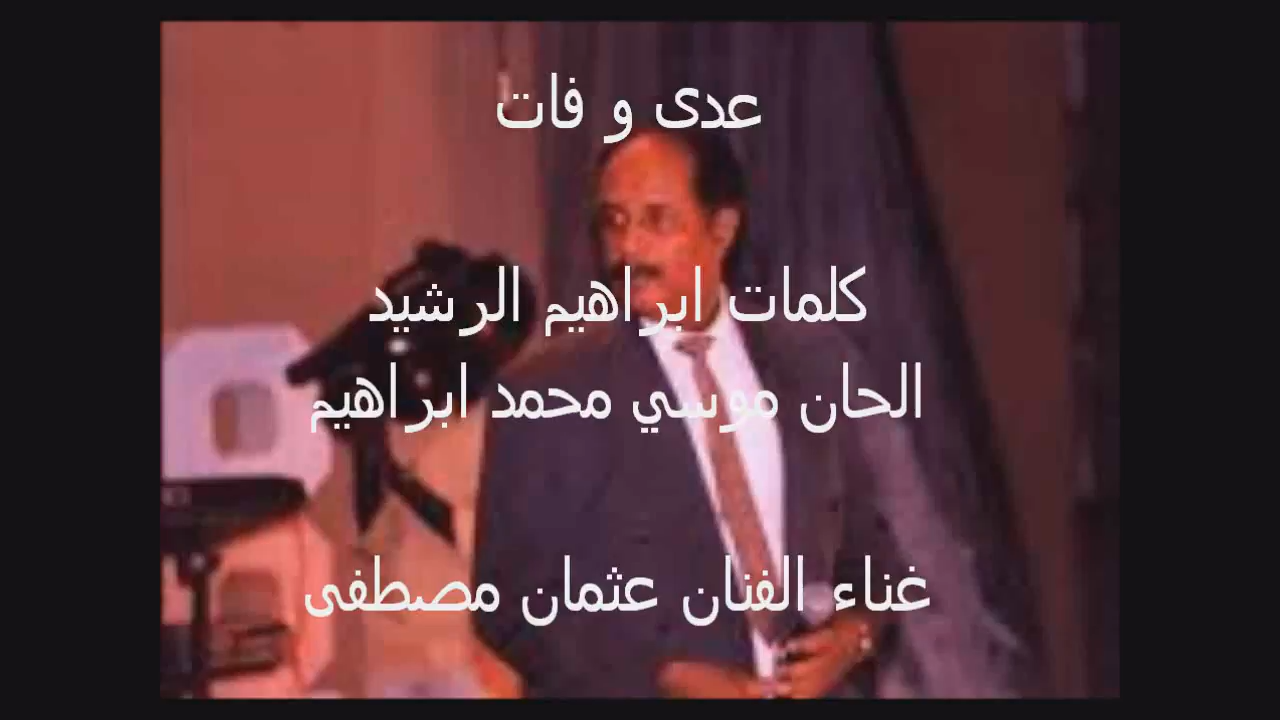 عدى و فات
كلمات ابراهيم الرشيد
الحان موسي محمد ابراهيم
غناء الفنان عثمان مصطفى